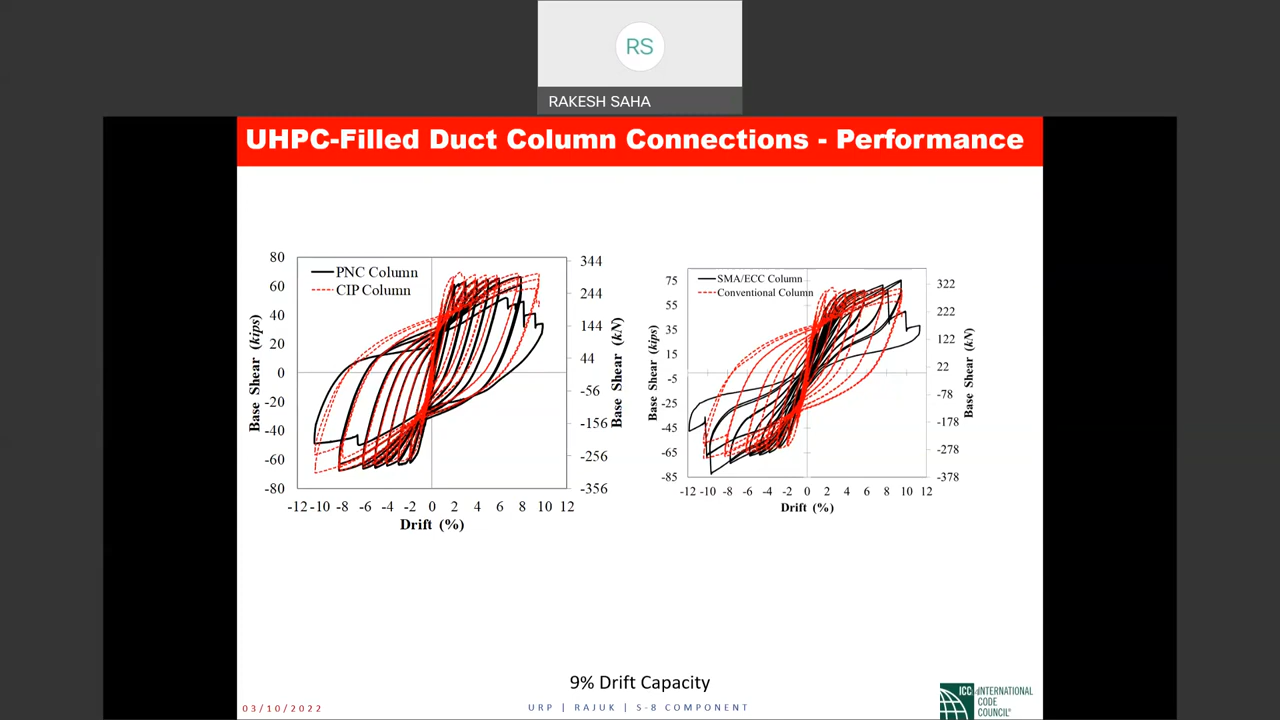 RS
RAKESH SAHA
UHPC-Filled Duct Column Connections - Performance
80
60
40
20
0
-20
-40
-60
-80
Base Shear (kips)
PNC Column
CIP Column
344
244
144
44
-56
-156
-256
-356
Base Shear (kN)
-12 -10 -8 -6 -4 -2 0 2 4 6 8 10 12
Drift (%)
75
55
35
15
-5
-25
-45
-65
-85
Base Shear (kips)
SMA/ECC Column
Conventional Column
322
222
122
22
-78
-178
-278
-378
Base Shear (kN)
-12 -10 -8 -6 -4 -2 0 2 4 6 8 10 12
Drift (%)
9% Drift Capacity
03/10/2022
URP | RAJUK | S-8 COMPONENT
ICC
INTERNATIONAL
CODE
COUNCIL®